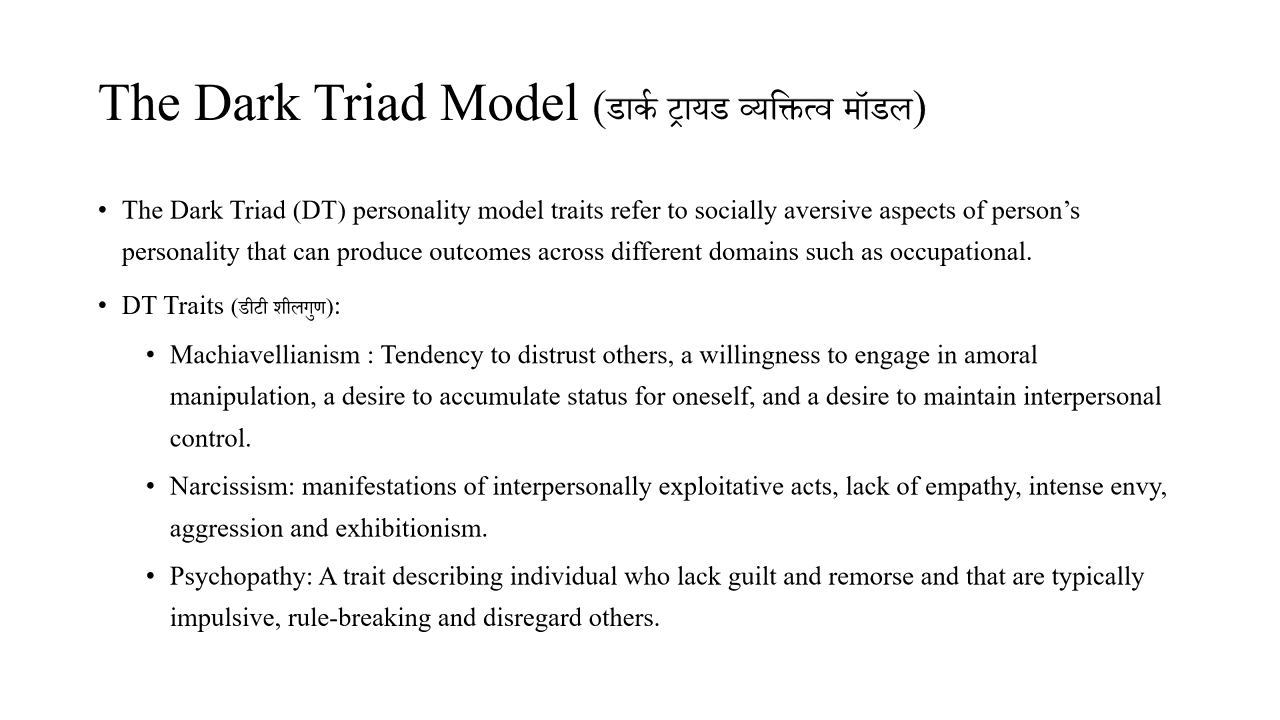 The Dark Triad Model (डार्क ट्रायड व्यक्तित्व मॉडल)
• The Dark Triad (DT) personality model traits refer to socially aversive aspects of person’s
personality that can produce outcomes across different domains such as occupational.
• DT Traits (डीटी शीलगुण):
• Machiavellianism : Tendency to distrust others, a willingness to engage in amoral
manipulation, a desire to accumulate status for oneself, and a desire to maintain interpersonal
control.
• Narcissism: manifestations of interpersonally exploitative acts, lack of empathy, intense envy,
aggression and exhibitionism.
• Psychopathy: A trait describing individual who lack guilt and remorse and that are typically
impulsive, rule-breaking and disregard others.